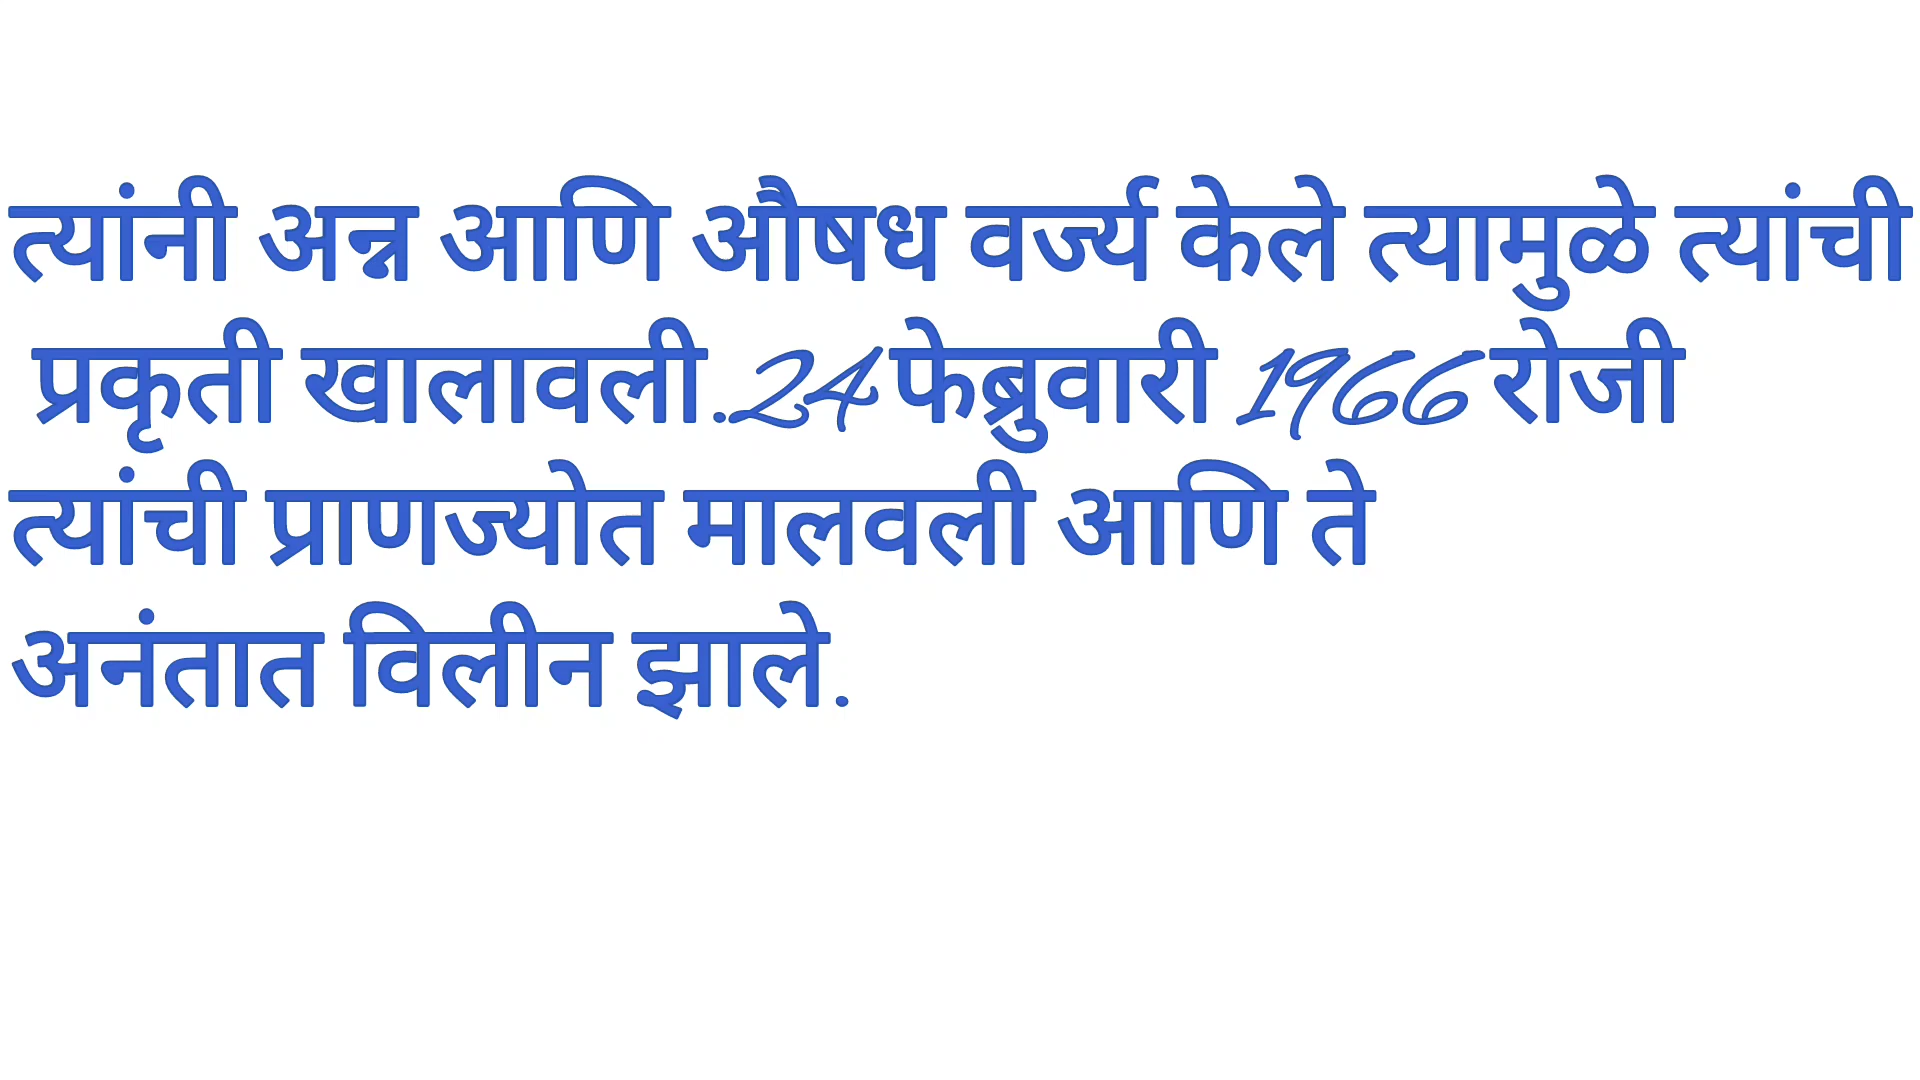 त्यांनी अन्न आणि औषध वर्ज्य केले त्यामुळे त्यांची
प्रकृती खालावली.24 फेब्रुवारी 1966 रोजी
त्यांची प्राणज्योत मालवली आणि ते
अनंतात विलीन झाले.